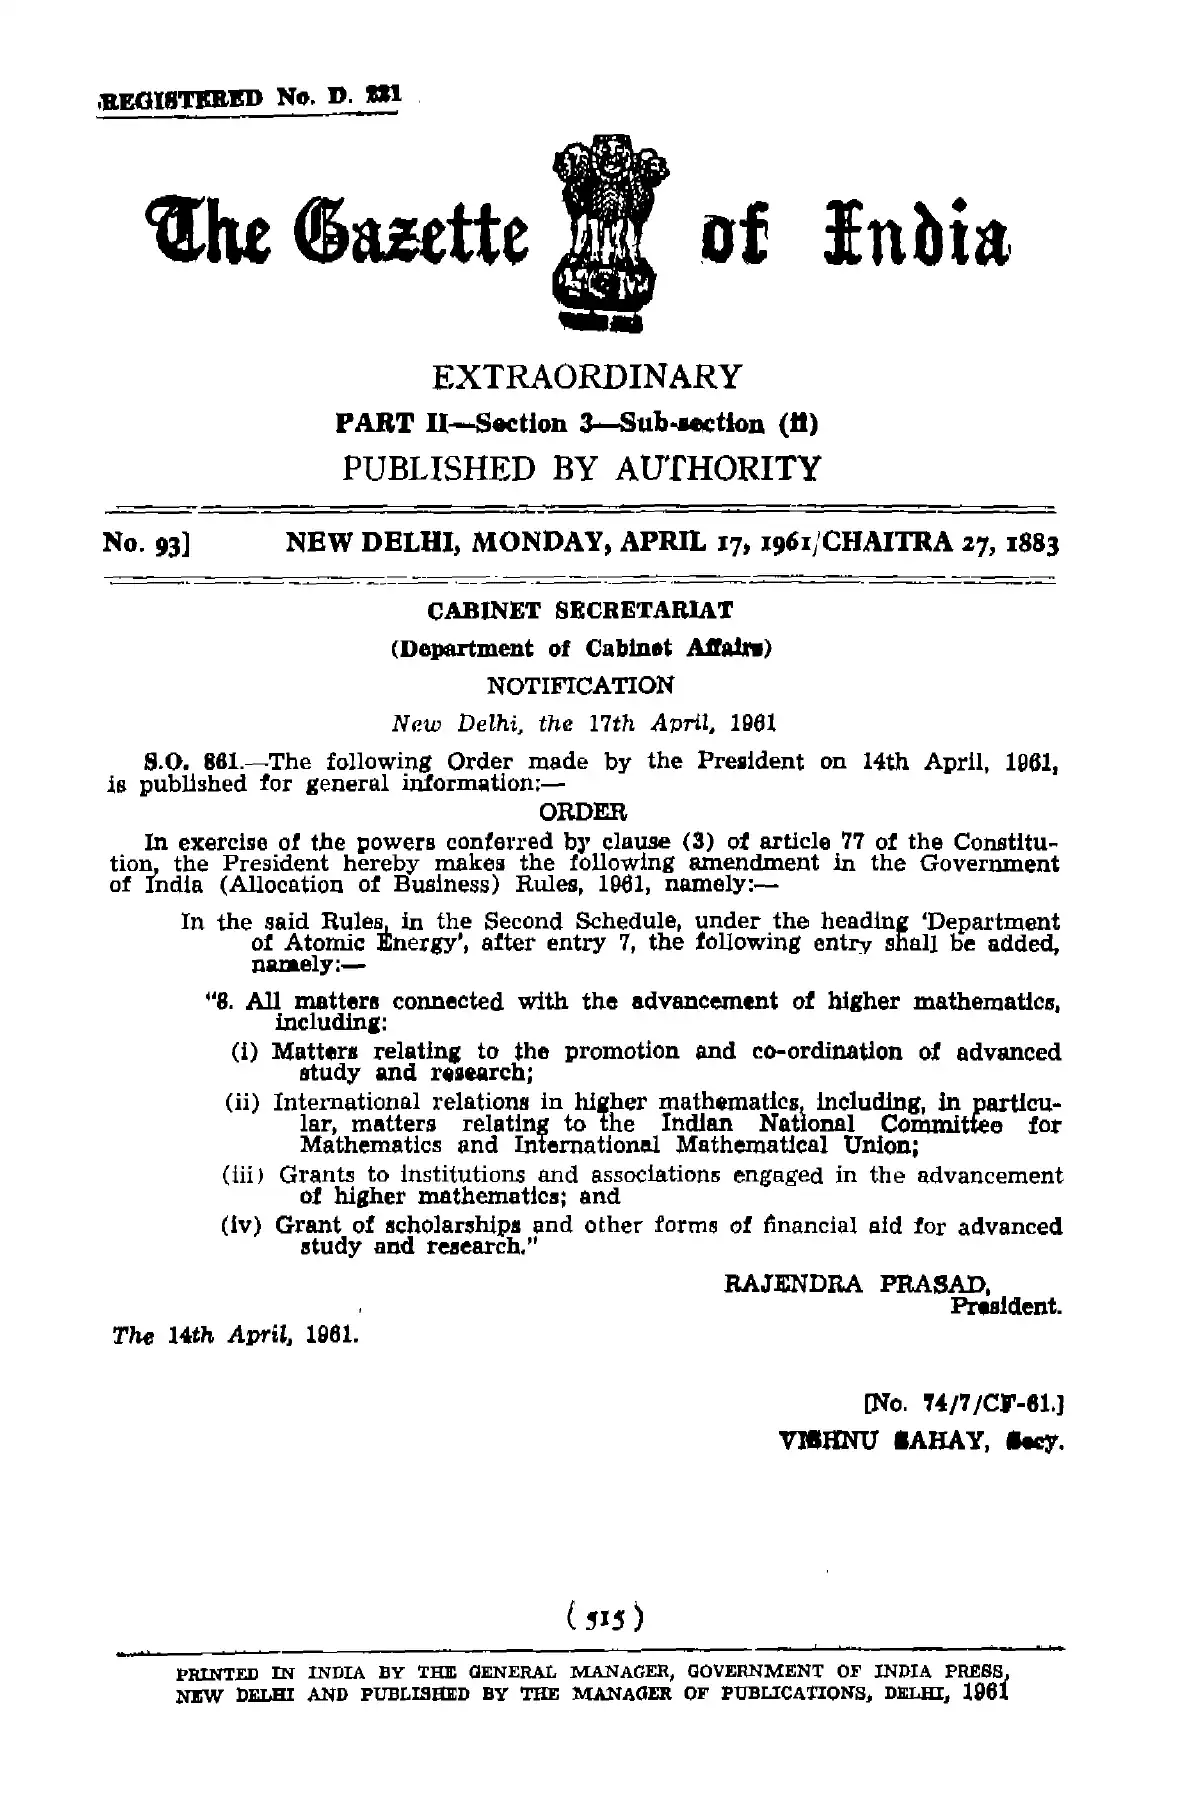 REGISTERED No. D. 221
The Gazette of India
EXTRAORDINARY
PART II—Section 3—Sub-section (ii)
PUBLISHED BY AUTHORITY
No. 93] NEW DELHI, MONDAY, APRIL 17, 1961/CHAITRA 27, 1883
CABINET SECRETARIAT
(Department of Cabinet Affairs)
NOTIFICATION
New Delhi, the 17th April, 1961
S.O. 861.—The following Order made by the President on 14th April, 1961,
is published for general information:—
ORDER
In exercise of the powers conferred by clause (3) of article 77 of the Constitu-
tion, the President hereby makes the following amendment in the Government
of India (Allocation of Business) Rules, 1961, namely:—
In the said Rules, in the Second Schedule, under the heading ‘Department
of Atomic Energy’, after entry 7, the following entry shall be added,
namely:—
“8. All matters connected with the advancement of higher mathematics,
including:
(i) Matters relating to the promotion and co-ordination of advanced
study and research;
(ii) International relations in higher mathematics, including, in particu-
lar, matters relating to the Indian National Committee for
Mathematics and International Mathematical Union;
(iii) Grants to institutions and associations engaged in the advancement
of higher mathematics; and
(iv) Grant of scholarships and other forms of financial aid for advanced
study and research.”
RAJENDRA PRASAD,
President.
The 14th April, 1961.
[No. 74/7/CF-61.]
VISHNU SAHAY, Secy.
(515)
PRINTED IN INDIA BY THE GENERAL MANAGER, GOVERNMENT OF INDIA PRESS,
NEW DELHI AND PUBLISHED BY THE MANAGER OF PUBLICATIONS, DELHI, 1961